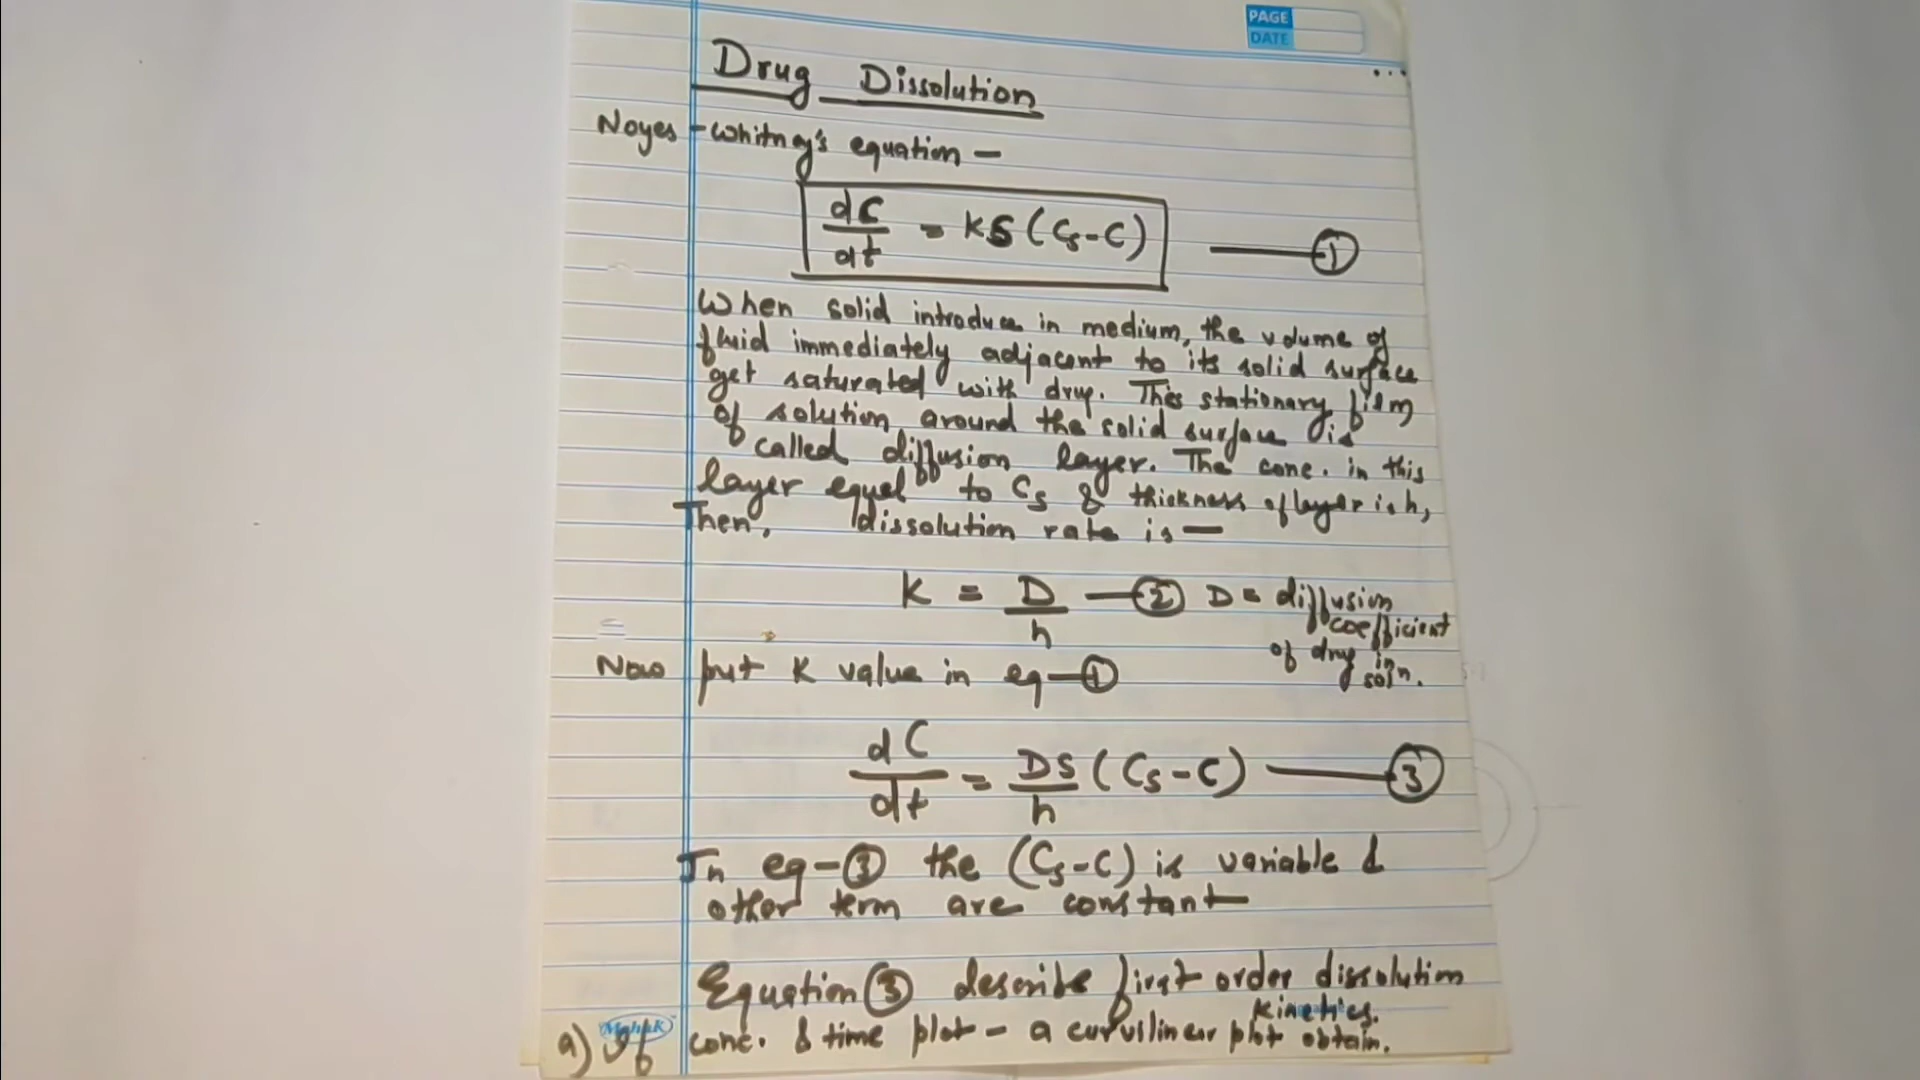 PAGE
DATE
Drug Dissolution
Noyes-Whitney's equation -
dC/dt = KS (Cs-C) — ①
When solid introduce in medium, the volume of
fluid immediately adjacent to its solid surface
get saturated with drug. This stationary film
of solution around the solid surface is
called diffusion layer. The conc. in this
layer equal to Cs & thickness of layer is h,
Then, dissolution rate is —
K = D/h — ② D = diffusion
coefficient
of drug in
soln.
Now put K value in eq-①
dC/dt = DS/h (Cs-C) — ③
In eq-③ the (Cs-C) is variable &
other term are constant
Equation ③ describe first order dissolution
kinetics.
a) If conc. & time plot - a curvilinear plot obtain.
Mahak